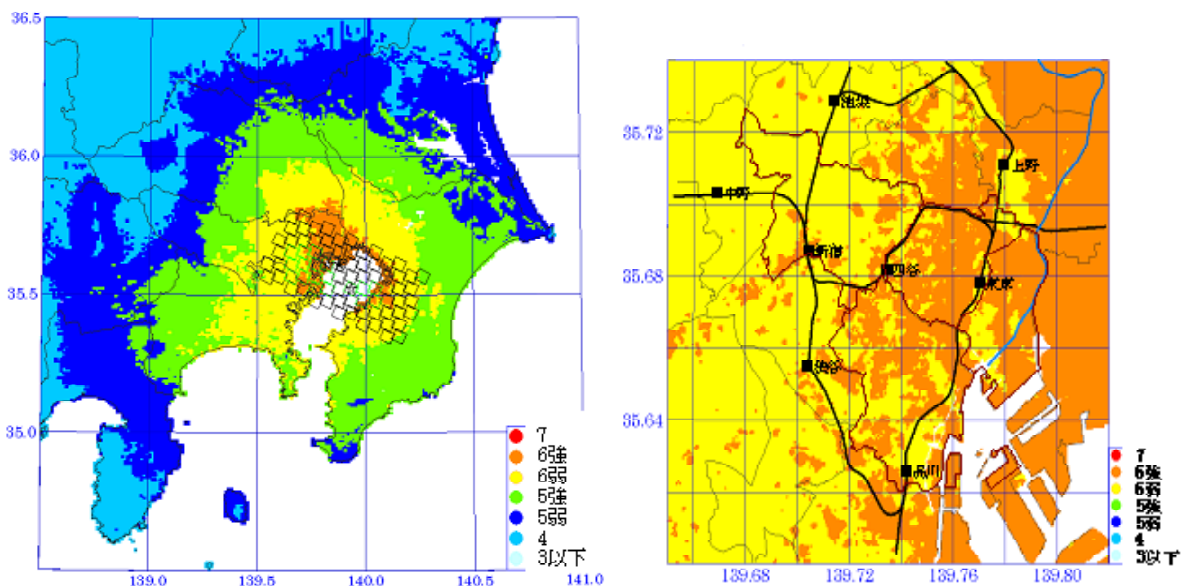 36.5
36.0
35.5
35.0
139.0
139.5
140.0
140.5
141.0
7
6強
6弱
5強
5弱
4
3以下
35.72
35.68
35.64
139.68
139.72
139.76
139.80
池袋
上野
中野
新宿
四谷
東京
渋谷
品川
7
6強
6弱
5強
5弱
4
3以下